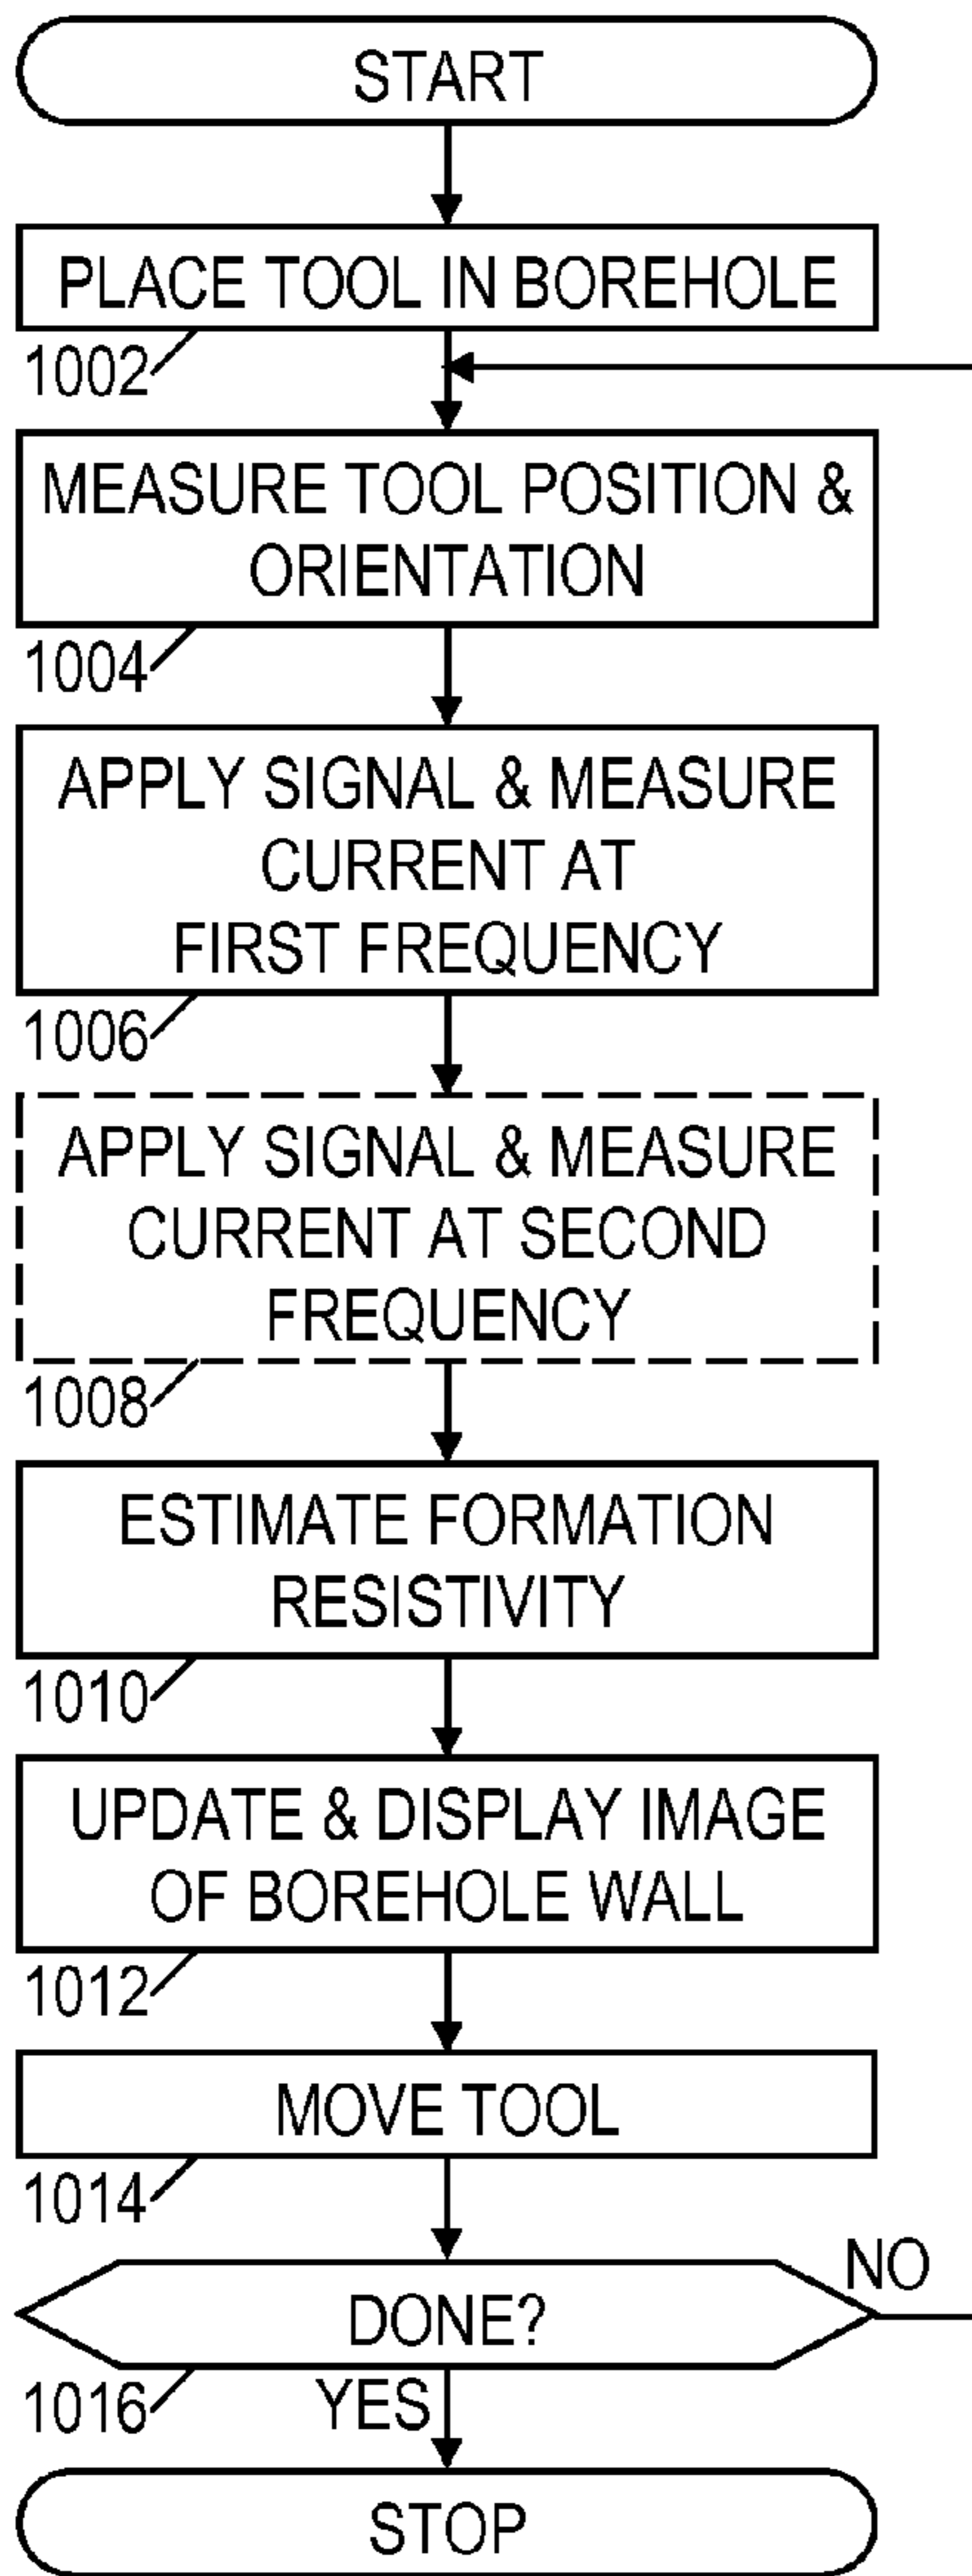 START
PLACE TOOL IN BOREHOLE
1002
MEASURE TOOL POSITION &
ORIENTATION
1004
APPLY SIGNAL & MEASURE
CURRENT AT
FIRST FREQUENCY
1006
APPLY SIGNAL & MEASURE
CURRENT AT SECOND
FREQUENCY
1008
ESTIMATE FORMATION
RESISTIVITY
1010
UPDATE & DISPLAY IMAGE
OF BOREHOLE WALL
1012
MOVE TOOL
1014
NO
DONE?
1016
YES
STOP